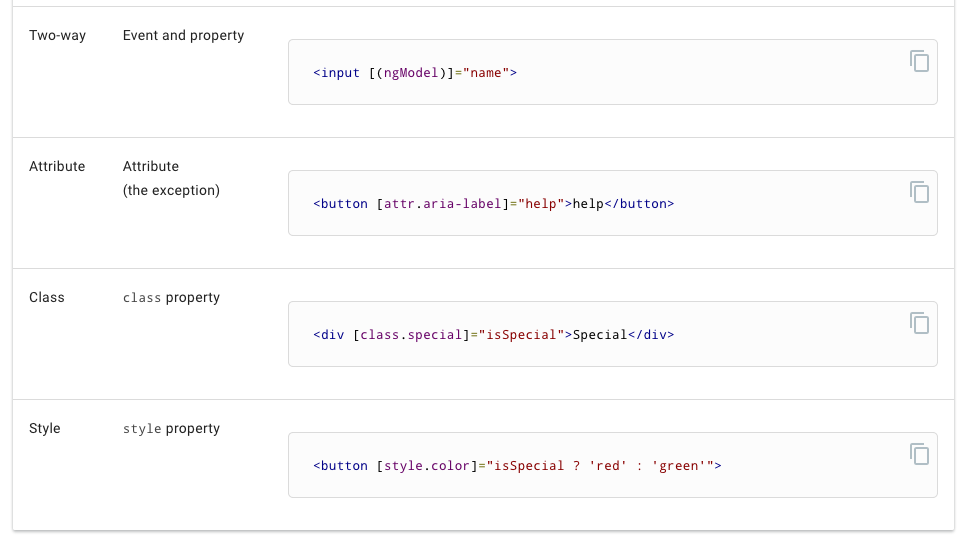 Two-way Event and property
<input [(ngModel)]="name">
Attribute Attribute
(the exception)
<button [attr.aria-label]="help">help</button>
Class class property
<div [class.special]="isSpecial">Special</div>
Style style property
<button [style.color]="isSpecial ? 'red' : 'green'">